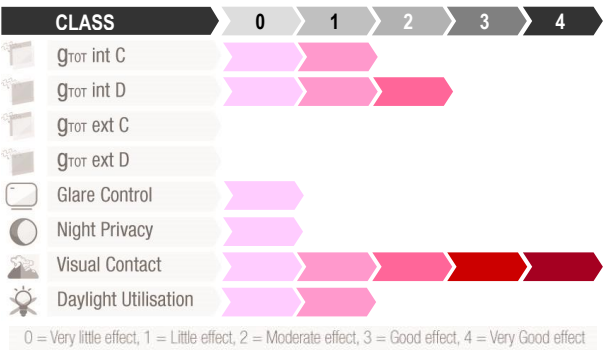 CLASS 0 1 2 3 4
gTOT int C
gTOT int D
gTOT ext C
gTOT ext D
Glare Control
Night Privacy
Visual Contact
Daylight Utilisation
0 = Very little effect, 1 = Little effect, 2 = Moderate effect, 3 = Good effect, 4 = Very Good effect